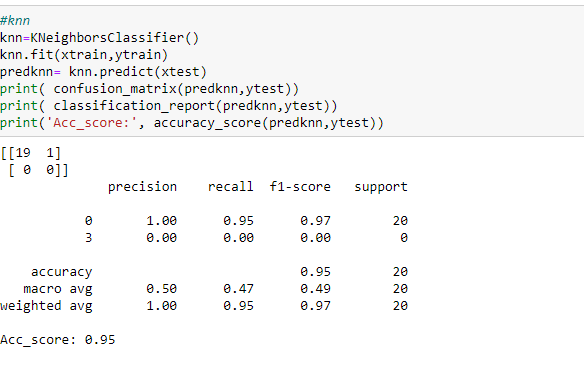 #knn
knn=KNeighborsClassifier()
knn.fit(xtrain,ytrain)
predknn= knn.predict(xtest)
print( confusion_matrix(predknn,ytest))
print( classification_report(predknn,ytest))
print('Acc_score:', accuracy_score(predknn,ytest))
[[19  1]
 [ 0  0]]
              precision    recall  f1-score   support
           0       1.00      0.95      0.97        20
           3       0.00      0.00      0.00         0
    accuracy                           0.95        20
   macro avg       0.50      0.47      0.49        20
weighted avg       1.00      0.95      0.97        20
Acc_score: 0.95